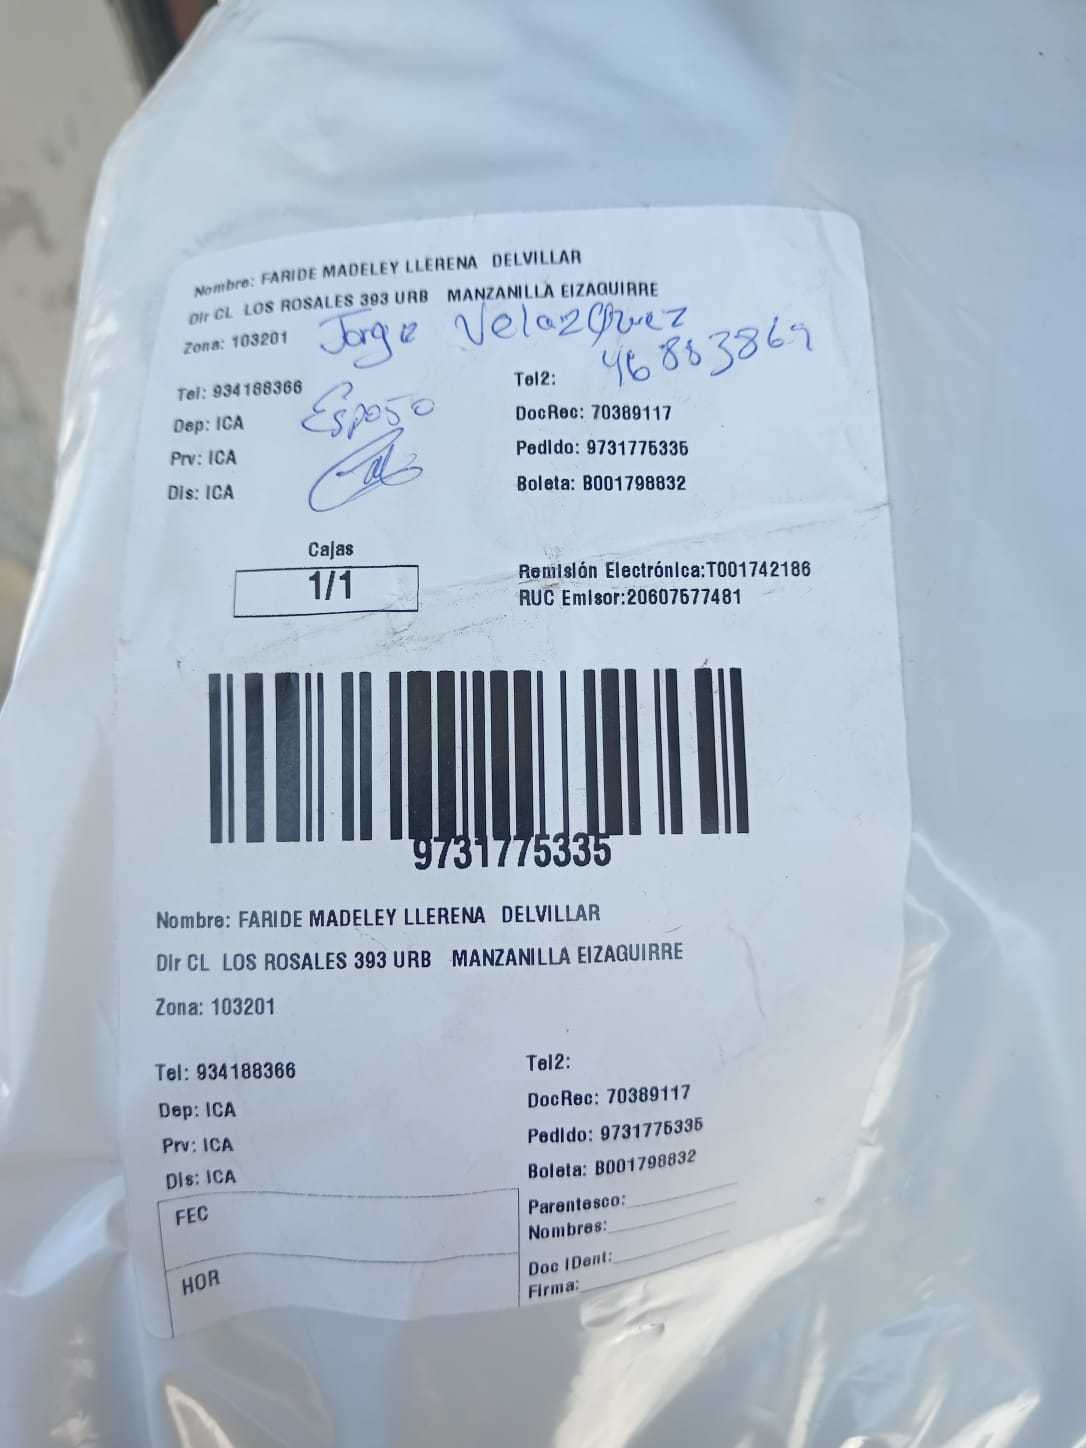 Nombre: FARIDE MADELEY LLERENA DELVILLAR
Dir CL LOS ROSALES 393 URB MANZANILLA EIZAGUIRRE
Zona: 103201
Jorge Velazquez
46883869
Tel: 934188366
Tel2:
Esposo
Dep: ICA
DocRec: 70389117
Prv: ICA
Pedido: 9731775335
Dis: ICA
Boleta: B001798832
Cajas
1/1
Remisión Electrónica:T001742186
RUC Emisor:20607577481
9731775335
Nombre: FARIDE MADELEY LLERENA DELVILLAR
Dir CL LOS ROSALES 393 URB MANZANILLA EIZAGUIRRE
Zona: 103201
Tel: 934188366
Tel2:
Dep: ICA
DocRec: 70389117
Prv: ICA
Pedido: 9731775335
Dis: ICA
Boleta: B001798832
FEC
Parentesco:
Nombres:
HOR
Doc IDent:
Firma: